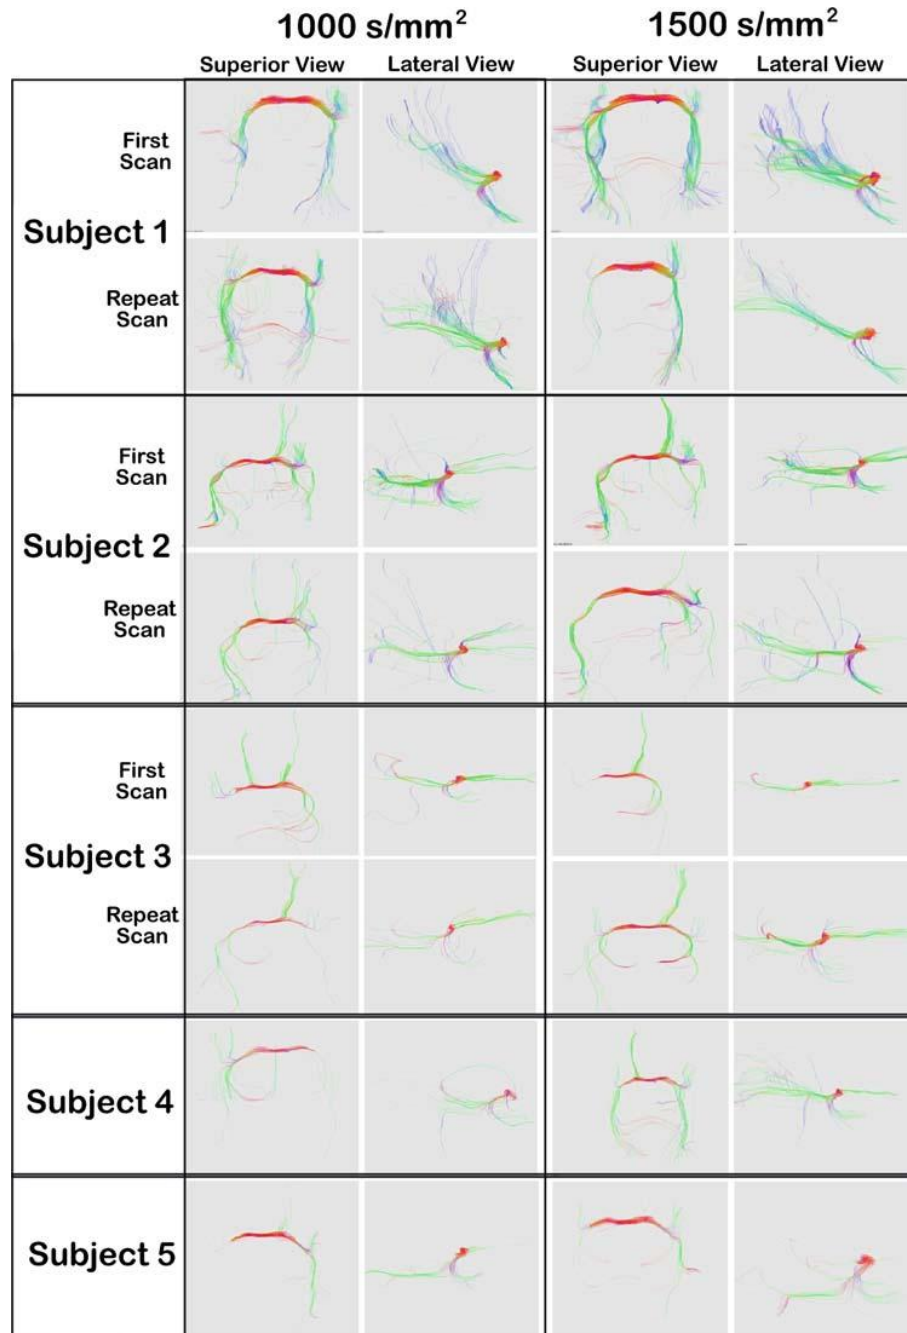 1000 s/mm²
1500 s/mm²
Superior View
Lateral View
Superior View
Lateral View
Subject 1
First
Scan
Repeat
Scan
Subject 2
First
Scan
Repeat
Scan
Subject 3
First
Scan
Repeat
Scan
Subject 4
Subject 5